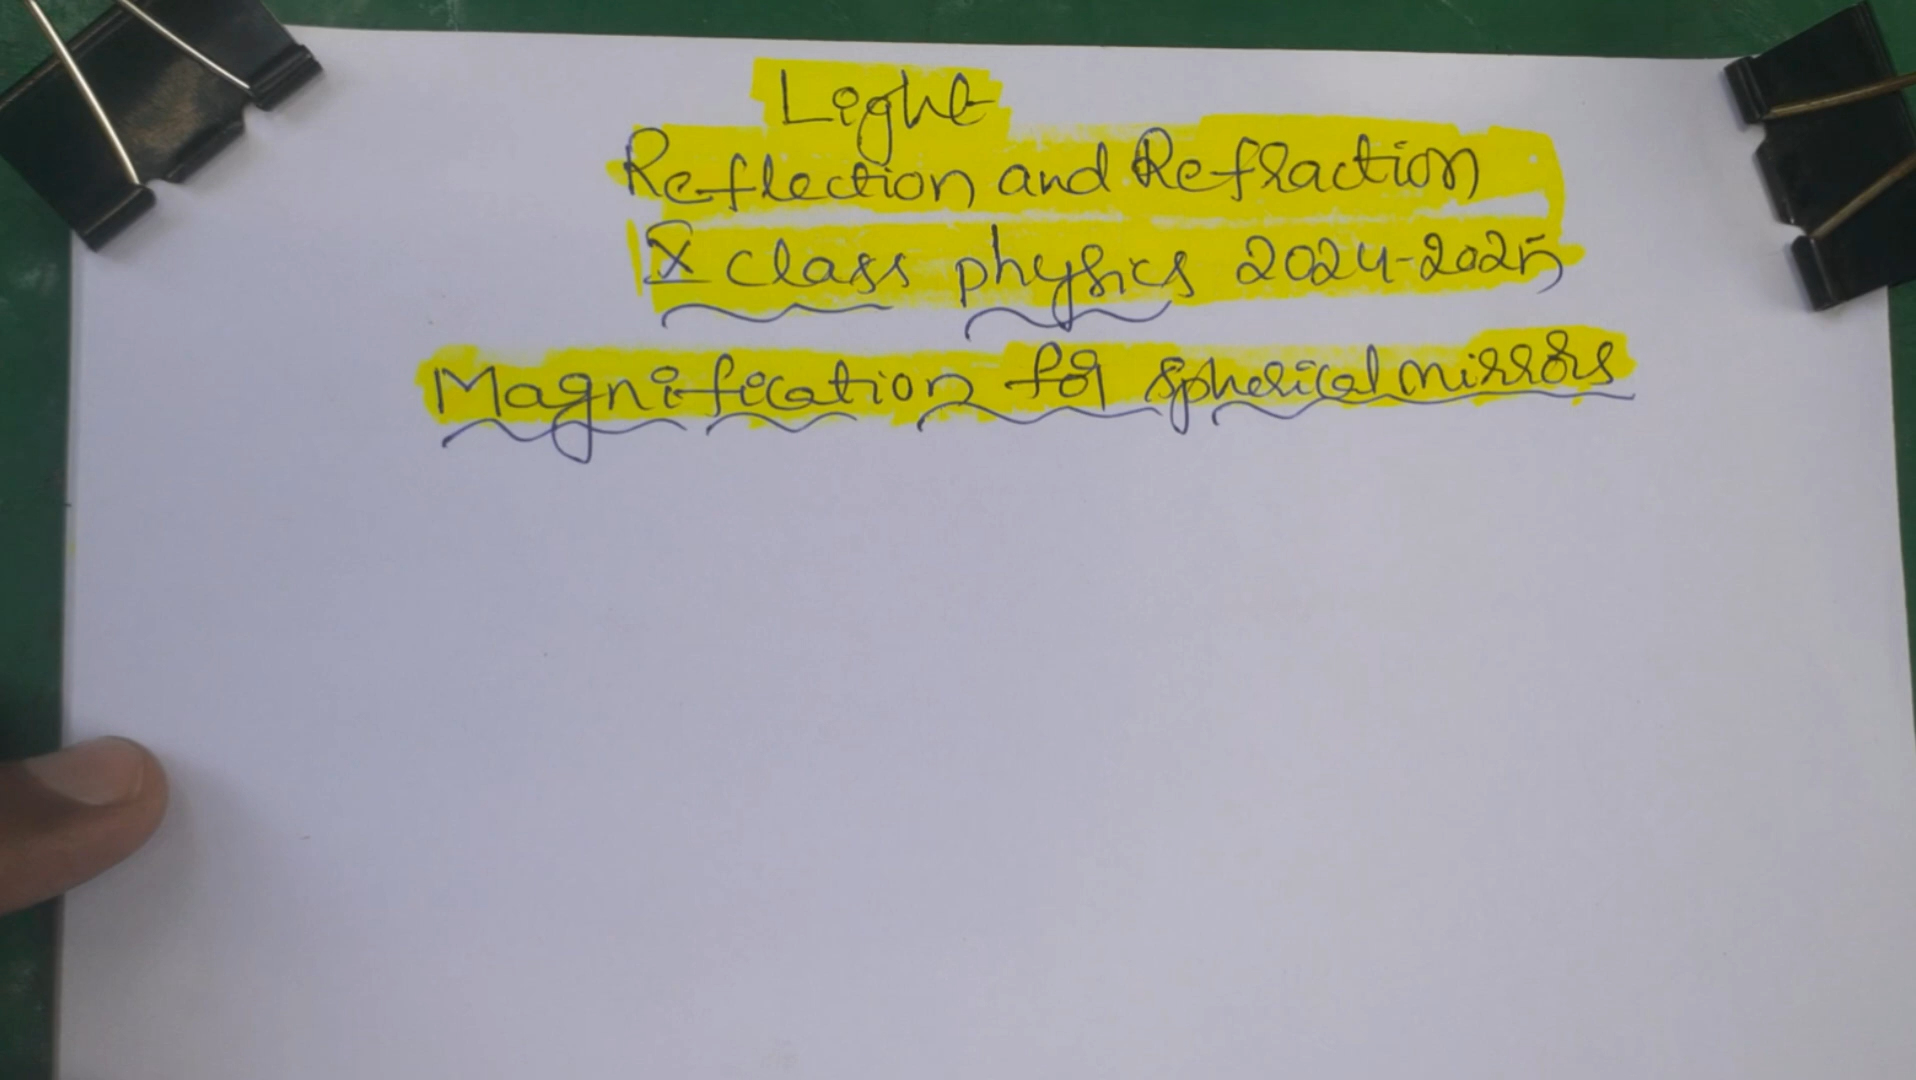 Light
Reflection and Refraction
X class physics 2024-2025
Magnification for spherical mirrors